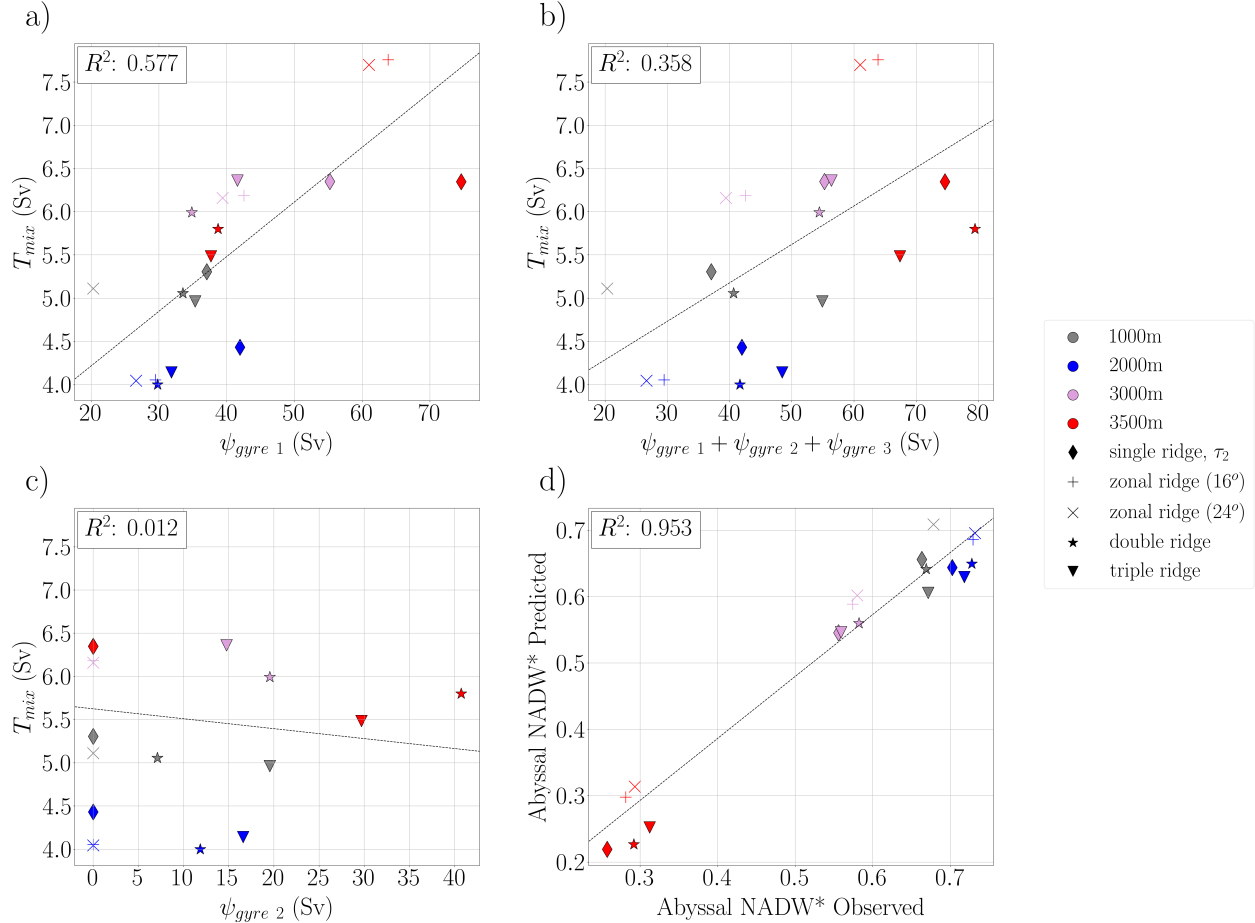 a)
R²: 0.577
7.5
7.0
6.5
6.0
5.5
5.0
4.5
4.0
T_mix (Sv)
20 30 40 50 60 70
ψ_gyre 1 (Sv)
b)
R²: 0.358
7.5
7.0
6.5
6.0
5.5
5.0
4.5
4.0
T_mix (Sv)
20 30 40 50 60 70 80
ψ_gyre 1 + ψ_gyre 2 + ψ_gyre 3 (Sv)
c)
R²: 0.012
7.5
7.0
6.5
6.0
5.5
5.0
4.5
4.0
T_mix (Sv)
0 5 10 15 20 25 30 35 40
ψ_gyre 2 (Sv)
d)
R²: 0.953
0.7
0.6
0.5
0.4
0.3
0.2
Abyssal NADW* Predicted
0.3 0.4 0.5 0.6 0.7
Abyssal NADW* Observed
1000m
2000m
3000m
3500m
single ridge, τ₂
zonal ridge (16°)
zonal ridge (24°)
double ridge
triple ridge